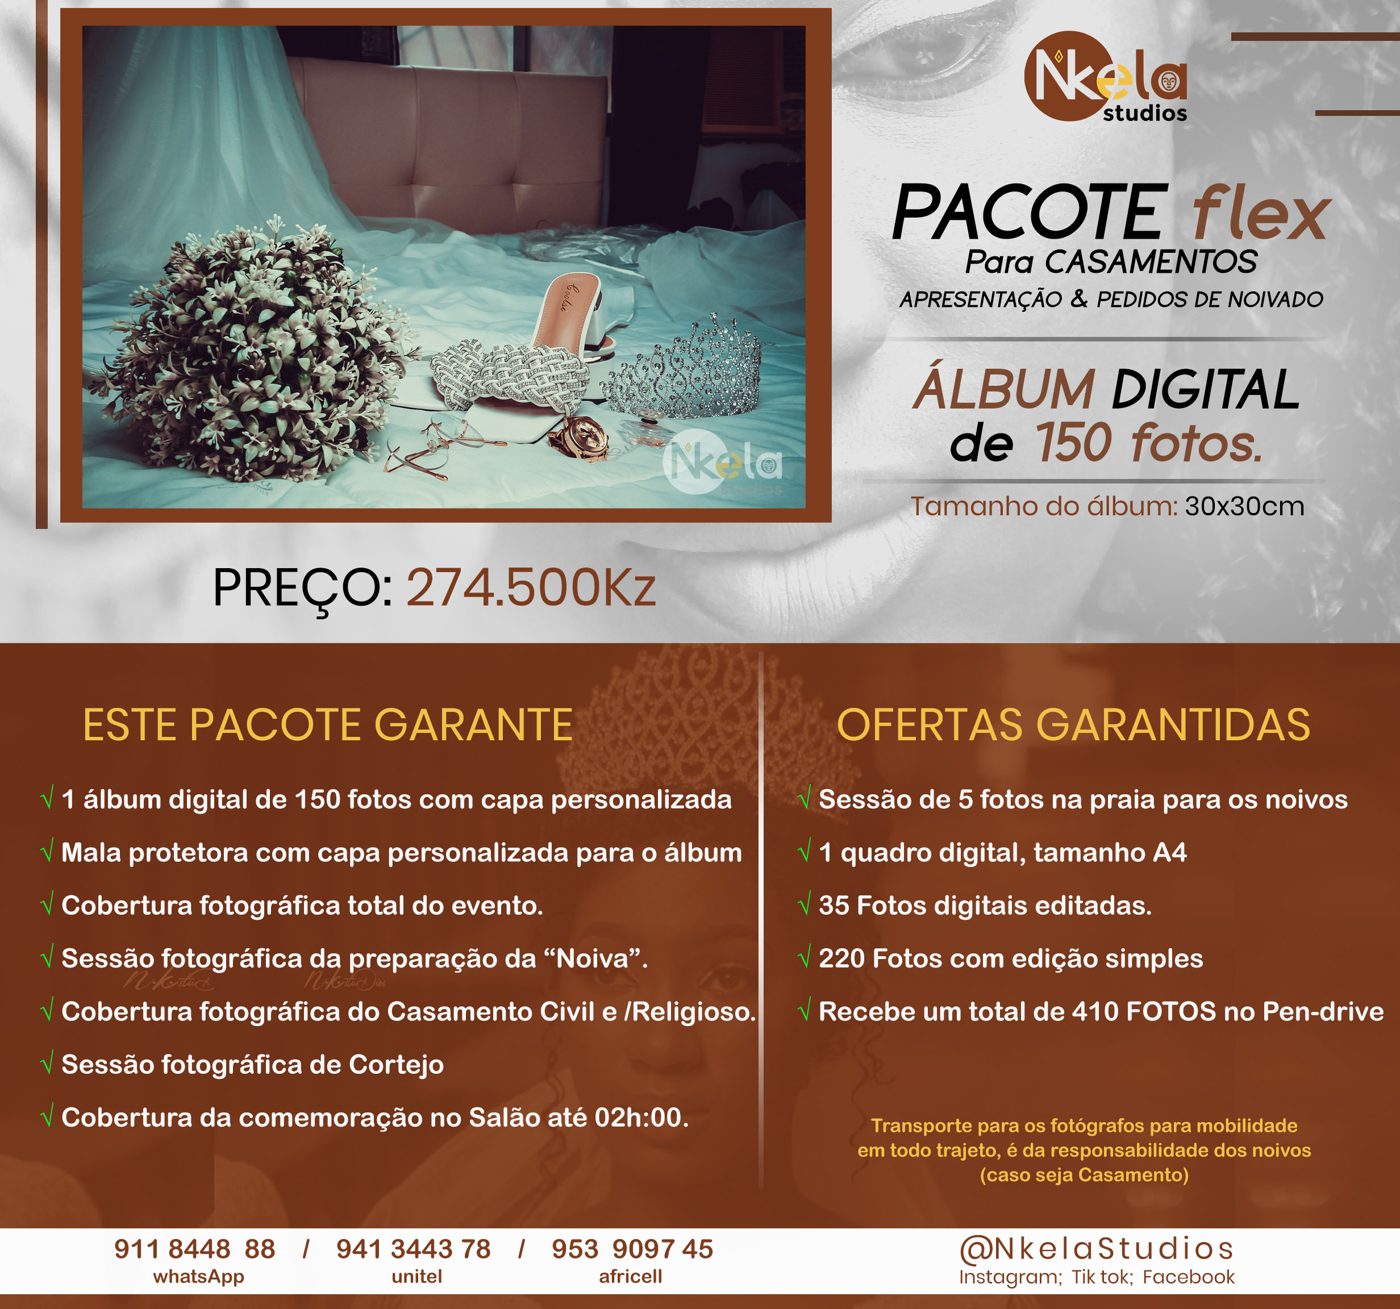 N'kela
studios
PACOTE flex
Para CASAMENTOS
APRESENTAÇÃO & PEDIDOS DE NOIVADO
ÁLBUM DIGITAL
de 150 fotos.
Tamanho do álbum: 30x30cm
N'kela
studios
PREÇO: 274.500Kz
ESTE PACOTE GARANTE
√ 1 álbum digital de 150 fotos com capa personalizada
√ Mala protetora com capa personalizada para o álbum
√ Cobertura fotográfica total do evento.
√ Sessão fotográfica da preparação da “Noiva”.
√ Cobertura fotográfica do Casamento Civil e /Religioso.
√ Sessão fotográfica de Cortejo
√ Cobertura da comemoração no Salão até 02h:00.
OFERTAS GARANTIDAS
√ Sessão de 5 fotos na praia para os noivos
√ 1 quadro digital, tamanho A4
√ 35 Fotos digitais editadas.
√ 220 Fotos com edição simples
√ Recebe um total de 410 FOTOS no Pen-drive
Transporte para os fotógrafos para mobilidade
em todo trajeto, é da responsabilidade dos noivos
(caso seja Casamento)
911 8448 88 / 941 3443 78 / 953 9097 45
whatsApp unitel africell
@NkelaStudios
Instagram; Tik tok; Facebook